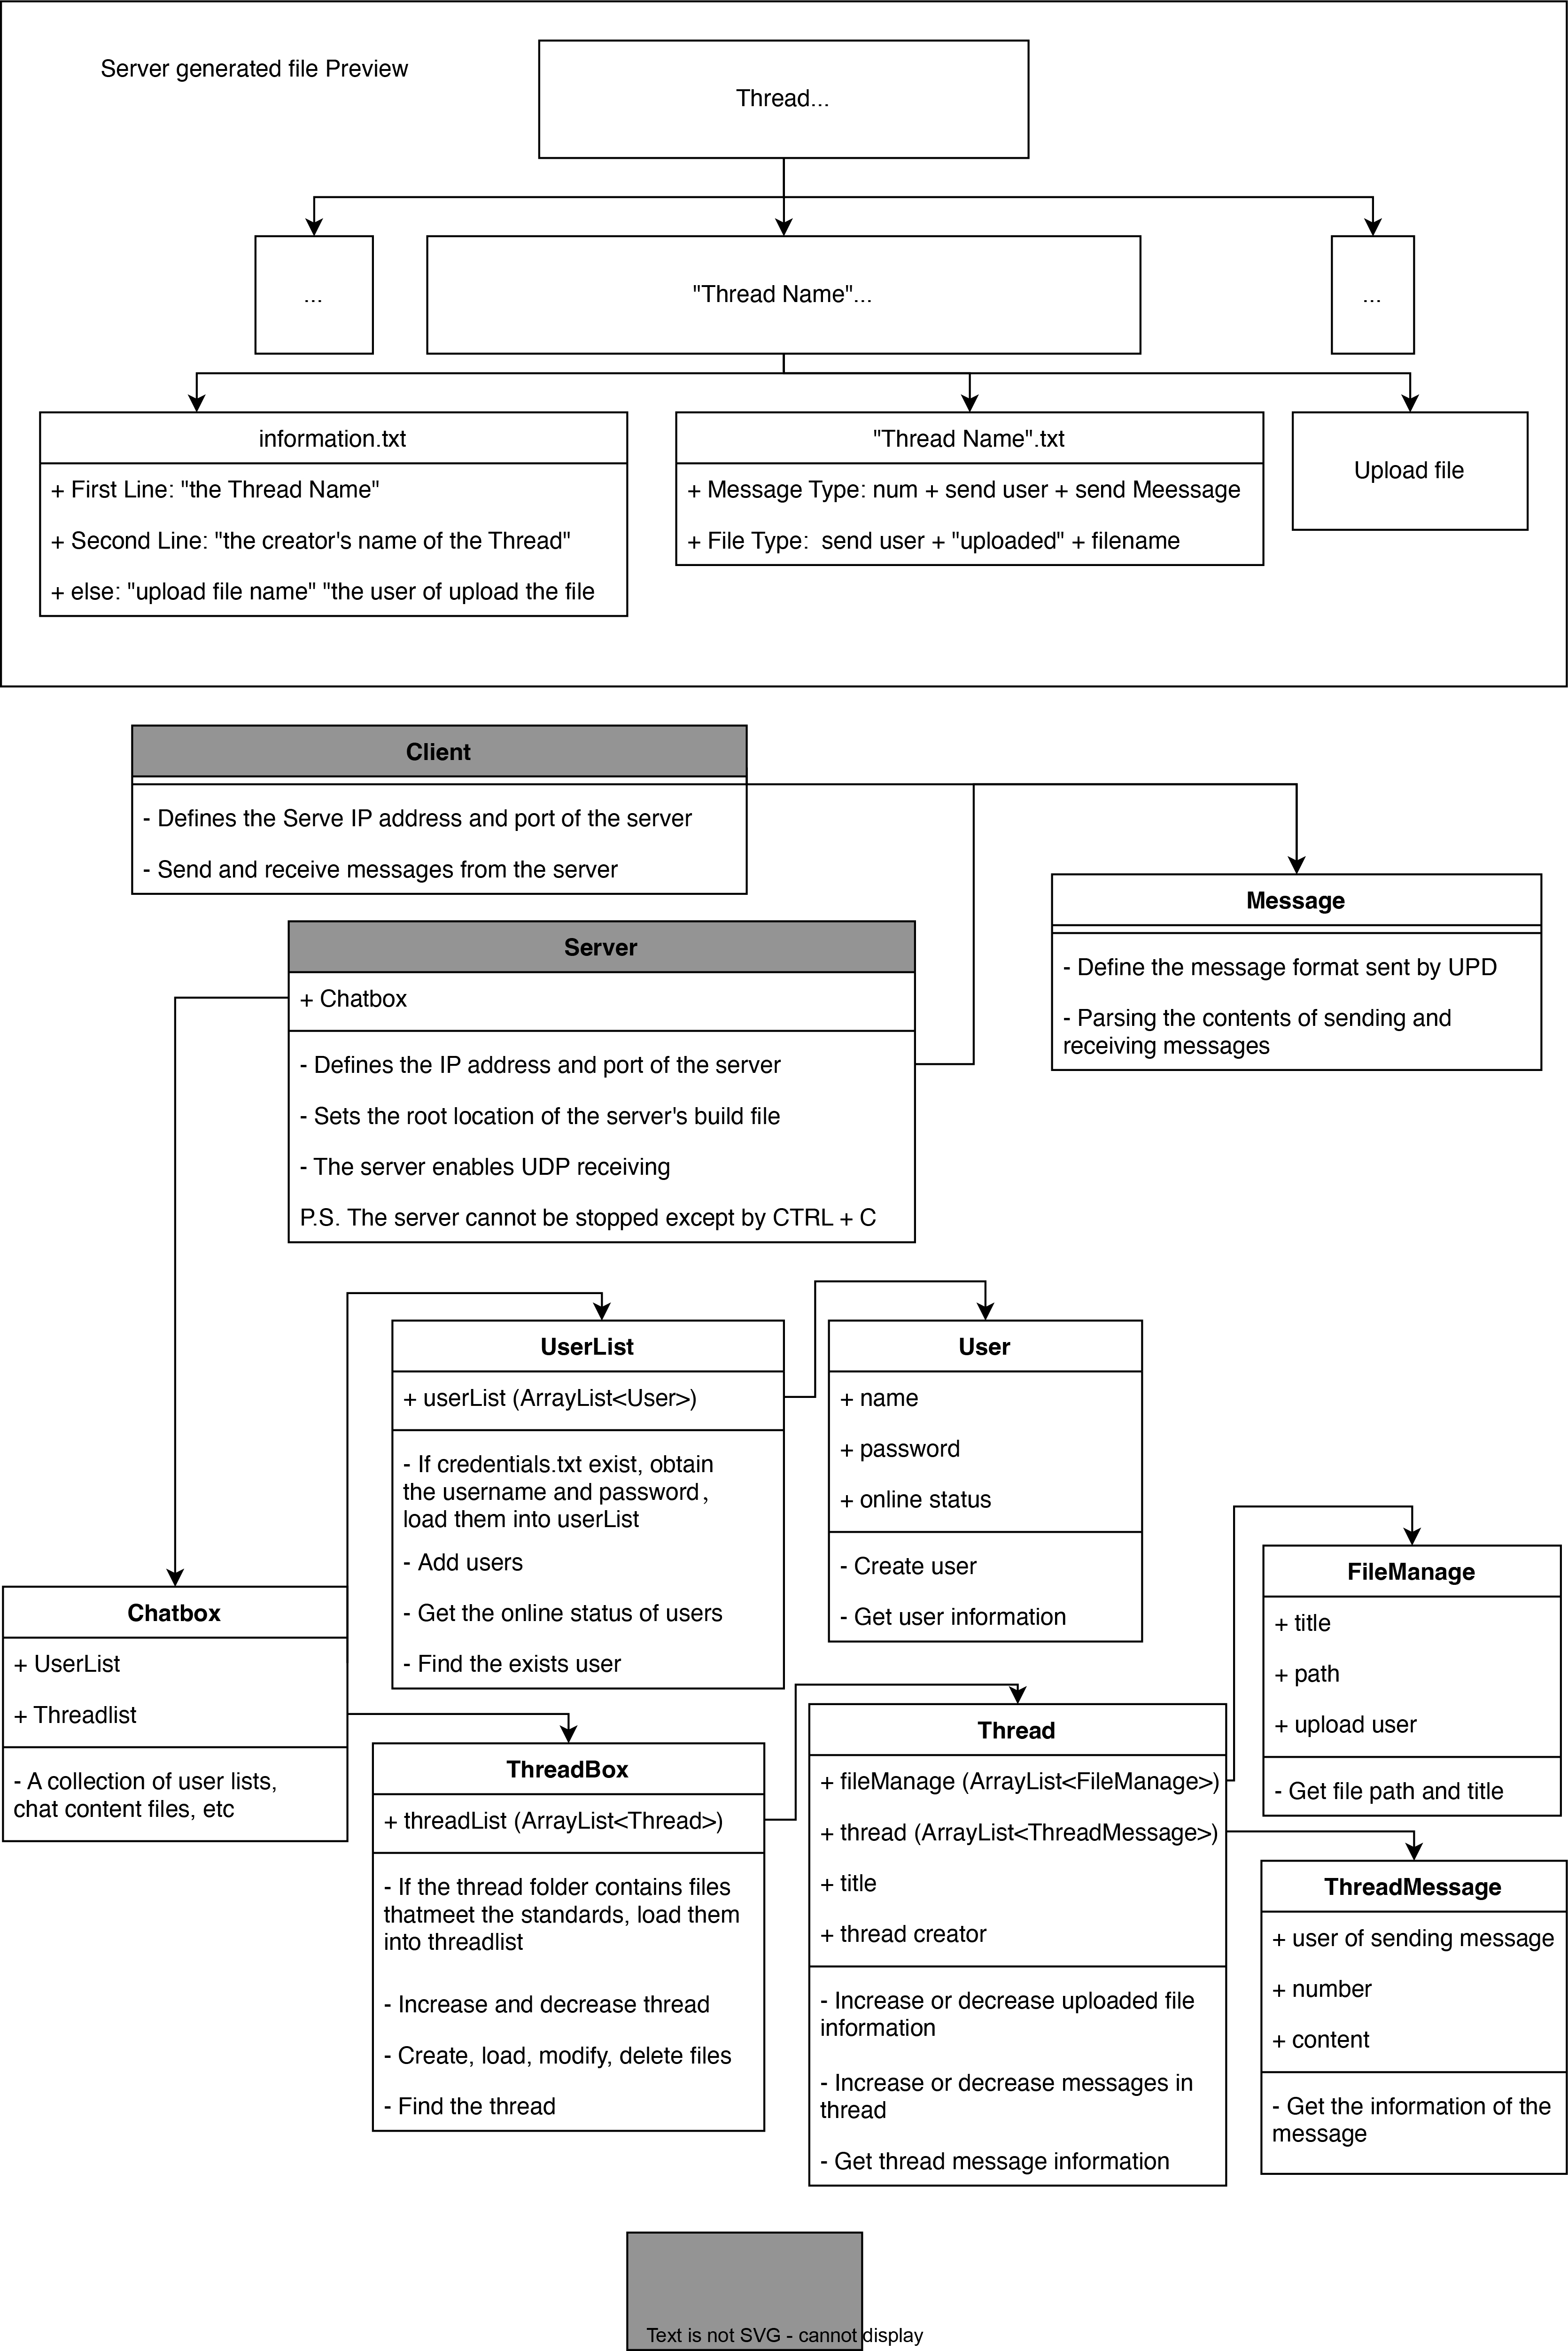 Server generated file Preview
Thread...
...
"Thread Name"...
...
information.txt
+ First Line: "the Thread Name"
+ Second Line: "the creator's name of the Thread"
+ else: "upload file name" "the user of upload the file
"Thread Name".txt
+ Message Type: num + send user + send Meessage
+ File Type:  send user + "uploaded" + filename
Upload file
Client
- Defines the Serve IP address and port of the server
- Send and receive messages from the server
Message
- Define the message format sent by UPD
- Parsing the contents of sending and
receiving messages
Server
+ Chatbox
- Defines the IP address and port of the server
- Sets the root location of the server's build file
- The server enables UDP receiving
P.S. The server cannot be stopped except by CTRL + C
UserList
+ userList (ArrayList<User>)
- If credentials.txt exist, obtain
the username and password，
load them into userList
- Add users
- Get the online status of users
- Find the exists user
User
+ name
+ password
+ online status
- Create user
- Get user information
FileManage
+ title
+ path
+ upload user
- Get file path and title
Chatbox
+ UserList
+ Threadlist
- A collection of user lists,
chat content files, etc
ThreadBox
+ threadList (ArrayList<Thread>)
- If the thread folder contains files
thatmeet the standards, load them
into threadlist
- Increase and decrease thread
- Create, load, modify, delete files
- Find the thread
Thread
+ fileManage (ArrayList<FileManage>)
+ thread (ArrayList<ThreadMessage>)
+ title
+ thread creator
- Increase or decrease uploaded file
information
- Increase or decrease messages in
thread
- Get thread message information
ThreadMessage
+ user of sending message
+ number
+ content
- Get the information of the
message
Text is not SVG - cannot display